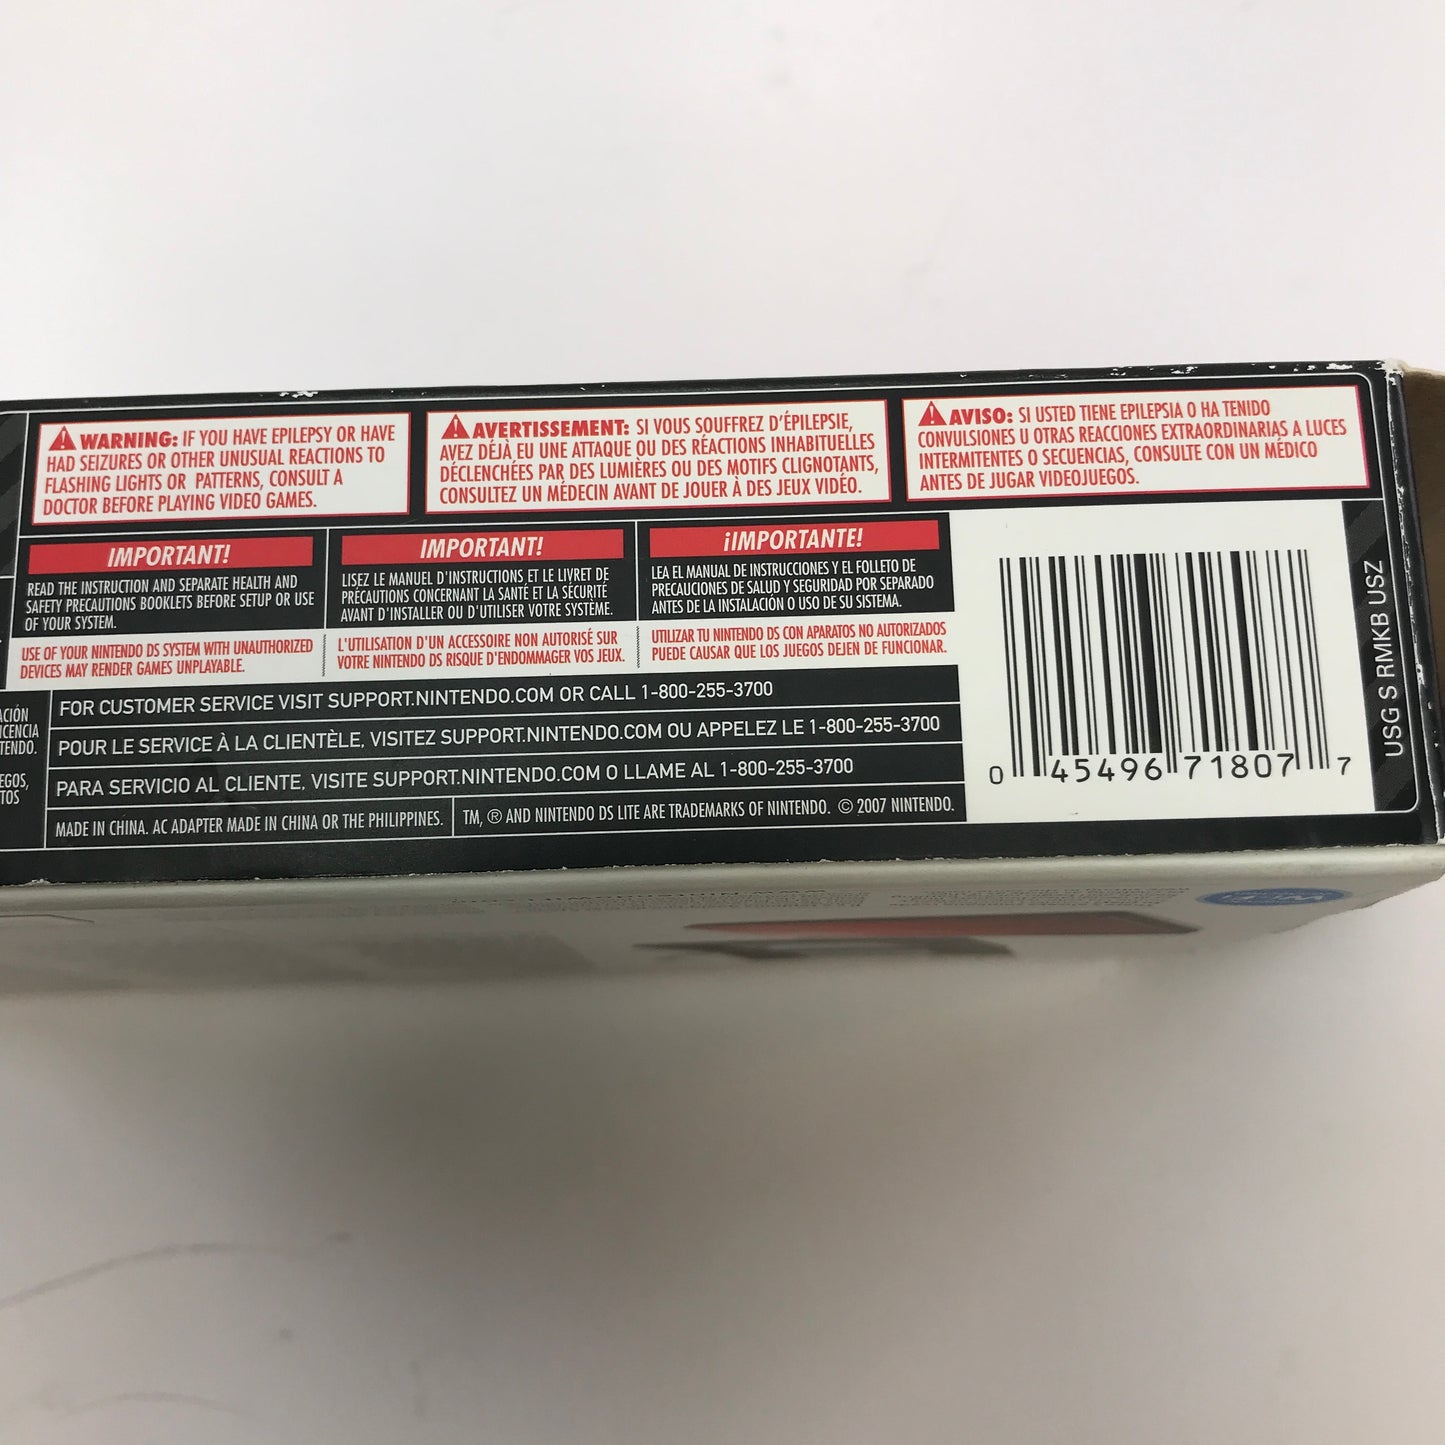 WARNING: IF YOU HAVE EPILEPSY OR HAVE
HAD SEIZURES OR OTHER UNUSUAL REACTIONS TO
FLASHING LIGHTS OR PATTERNS, CONSULT A
DOCTOR BEFORE PLAYING VIDEO GAMES.
AVERTISSEMENT: SI VOUS SOUFFREZ D'ÉPILEPSIE,
AVEZ DÉJÀ EU UNE ATTAQUE OU DES RÉACTIONS INHABITUELLES
DÉCLENCHÉES PAR DES LUMIÈRES OU DES MOTIFS CLIGNOTANTS,
CONSULTEZ UN MÉDECIN AVANT DE JOUER À DES JEUX VIDÉO.
AVISO: SI USTED TIENE EPILEPSIA O HA TENIDO
CONVULSIONES U OTRAS REACCIONES EXTRAORDINARIAS A LUCES
INTERMITENTES O SECUENCIAS, CONSULTE CON UN MÉDICO
ANTES DE JUGAR VIDEOJUEGOS.
IMPORTANT!
READ THE INSTRUCTION AND SEPARATE HEALTH AND
SAFETY PRECAUTIONS BOOKLETS BEFORE SETUP OR USE
OF YOUR SYSTEM.
USE OF YOUR NINTENDO DS SYSTEM WITH UNAUTHORIZED
DEVICES MAY RENDER GAMES UNPLAYABLE.
IMPORTANT!
LISEZ LE MANUEL D'INSTRUCTIONS ET LE LIVRET DE
PRÉCAUTIONS CONCERNANT LA SANTÉ ET LA SÉCURITÉ
AVANT D'INSTALLER OU D'UTILISER VOTRE SYSTÈME.
L'UTILISATION D'UN ACCESSOIRE NON AUTORISÉ SUR
VOTRE NINTENDO DS RISQUE D'ENDOMMAGER VOS JEUX.
¡IMPORTANTE!
LEA EL MANUAL DE INSTRUCCIONES Y EL FOLLETO DE
PRECAUCIONES DE SALUD Y SEGURIDAD POR SEPARADO
ANTES DE LA INSTALACIÓN O USO DE SU SISTEMA.
UTILIZAR TU NINTENDO DS CON APARATOS NO AUTORIZADOS
PUEDE CAUSAR QUE LOS JUEGOS DEJEN DE FUNCIONAR.
FOR CUSTOMER SERVICE VISIT SUPPORT.NINTENDO.COM OR CALL 1-800-255-3700
POUR LE SERVICE À LA CLIENTÈLE, VISITEZ SUPPORT.NINTENDO.COM OU APPELEZ LE 1-800-255-3700
PARA SERVICIO AL CLIENTE, VISITE SUPPORT.NINTENDO.COM O LLAME AL 1-800-255-3700
MADE IN CHINA. AC ADAPTER MADE IN CHINA OR THE PHILIPPINES.
TM, ® AND NINTENDO DS LITE ARE TRADEMARKS OF NINTENDO. © 2007 NINTENDO.
0 45496 71807 7
USG S RMKB USZ